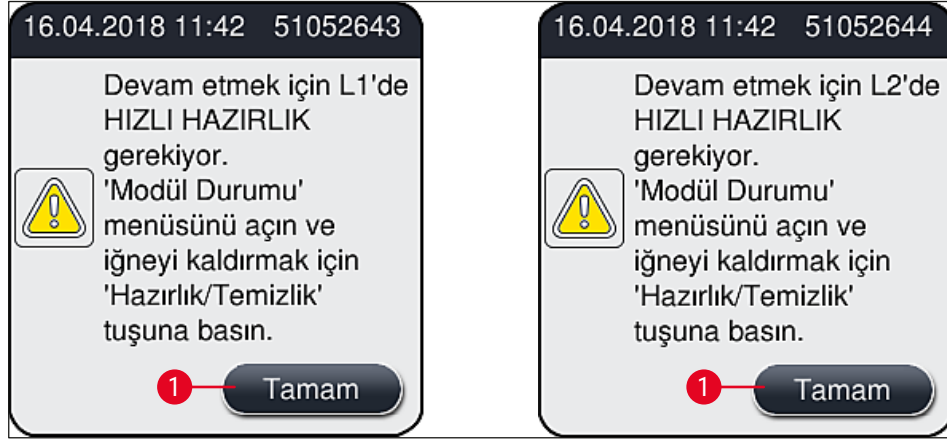 16.04.2018 11:42 51052643
Devam etmek için L1'de
HIZLI HAZIRLIK
gerekiyor.
'Modül Durumu'
menüsünü açın ve
iğneyi kaldırmak için
'Hazırlık/Temizlik'
tuşuna basın.
1
Tamam
16.04.2018 11:42 51052644
Devam etmek için L2'de
HIZLI HAZIRLIK
gerekiyor.
'Modül Durumu'
menüsünü açın ve
iğneyi kaldırmak için
'Hazırlık/Temizlik'
tuşuna basın.
1
Tamam